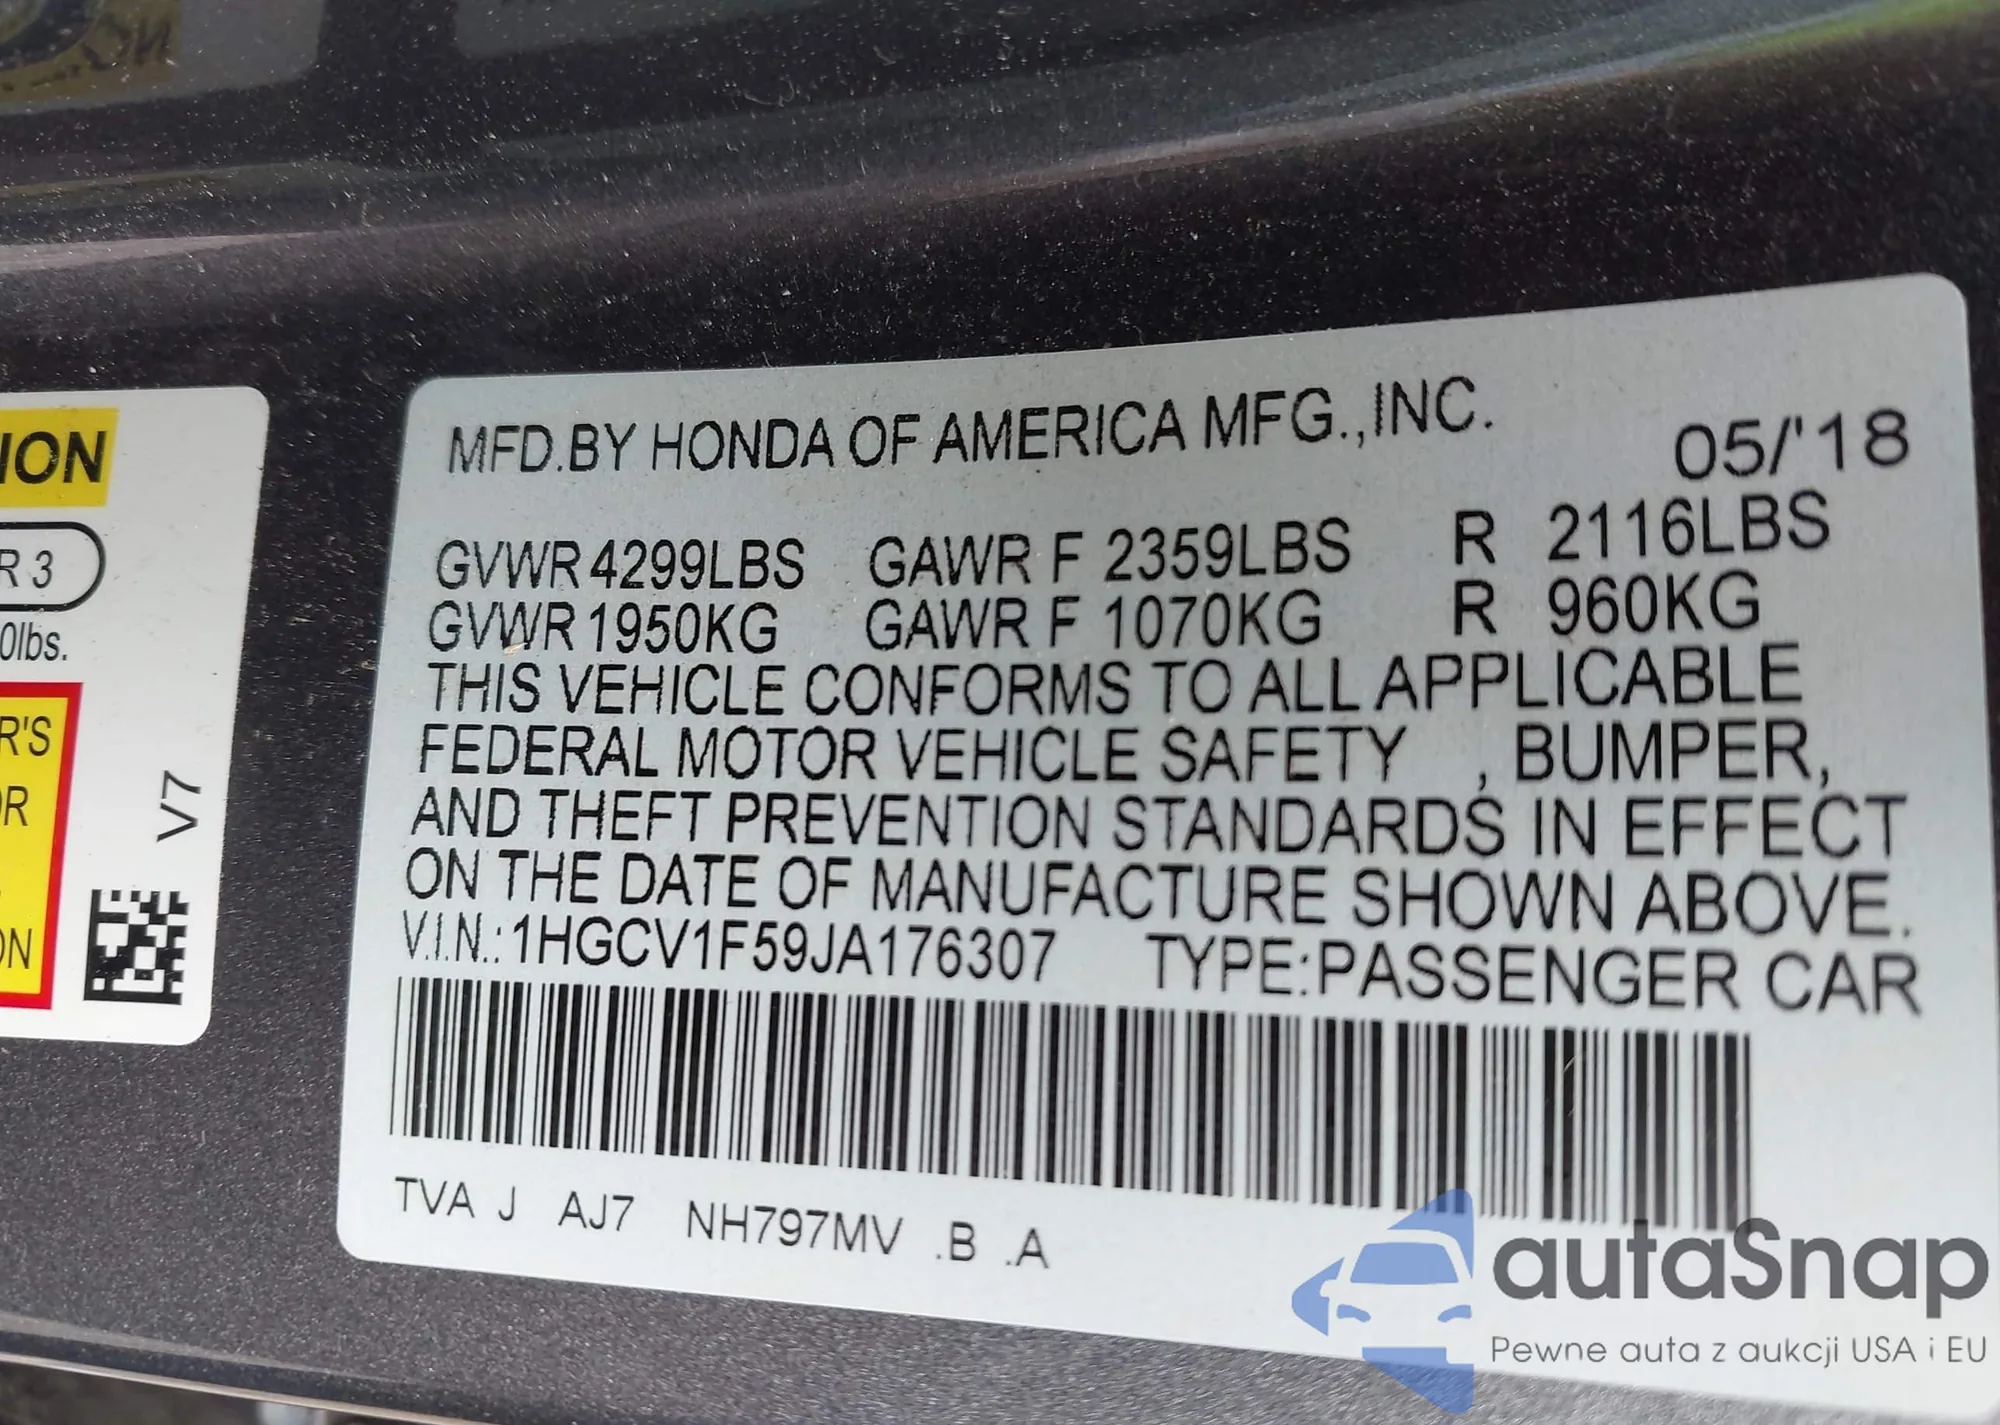 ION
R 3
0lbs.
R'S
OR
ON
V7
MFD.BY HONDA OF AMERICA MFG.,INC.
05/'18
GVWR 4299LBS GAWR F 2359LBS R 2116LBS
GVWR 1950KG GAWR F 1070KG R 960KG
THIS VEHICLE CONFORMS TO ALL APPLICABLE
FEDERAL MOTOR VEHICLE SAFETY , BUMPER,
AND THEFT PREVENTION STANDARDS IN EFFECT
ON THE DATE OF MANUFACTURE SHOWN ABOVE.
V.I.N.: 1HGCV1F59JA176307 TYPE:PASSENGER CAR
TVA J AJ7 NH797MV .B .A
autaSnap
Pewne auta z aukcji USA i EU